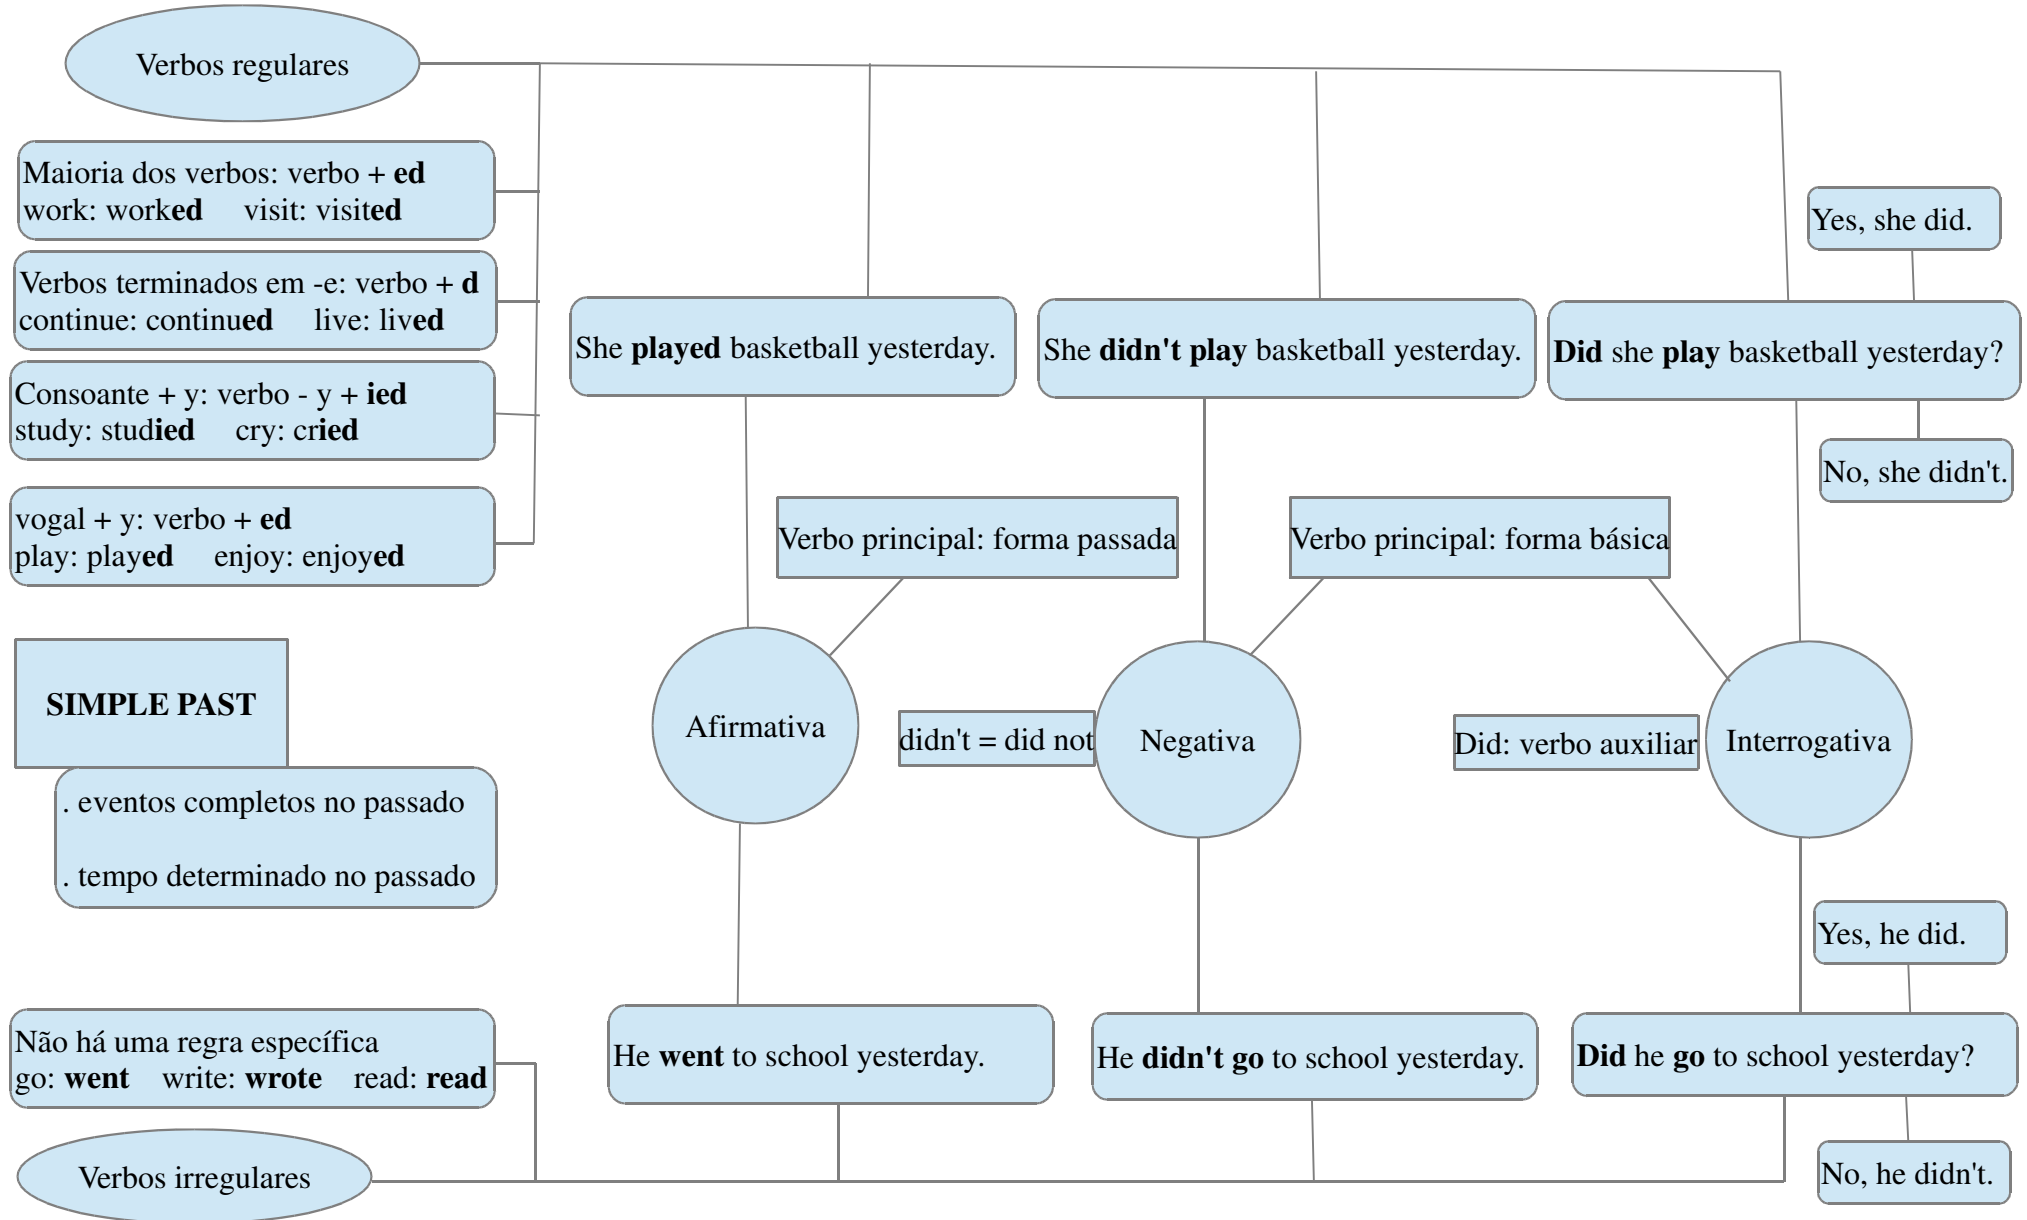 Verbos regulares
Maioria dos verbos: verbo + ed
work: worked visit: visited
Verbos terminados em -e: verbo + d
continue: continued live: lived
Consoante + y: verbo - y + ied
study: studied cry: cried
vogal + y: verbo + ed
play: played enjoy: enjoyed
She played basketball yesterday.
She didn't play basketball yesterday.
Yes, she did.
Did she play basketball yesterday?
No, she didn't.
Verbo principal: forma passada
Verbo principal: forma básica
SIMPLE PAST
. eventos completos no passado
. tempo determinado no passado
Afirmativa
didn't = did not
Negativa
Did: verbo auxiliar
Interrogativa
Yes, he did.
He went to school yesterday.
He didn't go to school yesterday.
Did he go to school yesterday?
No, he didn't.
Não há uma regra específica
go: went write: wrote read: read
Verbos irregulares